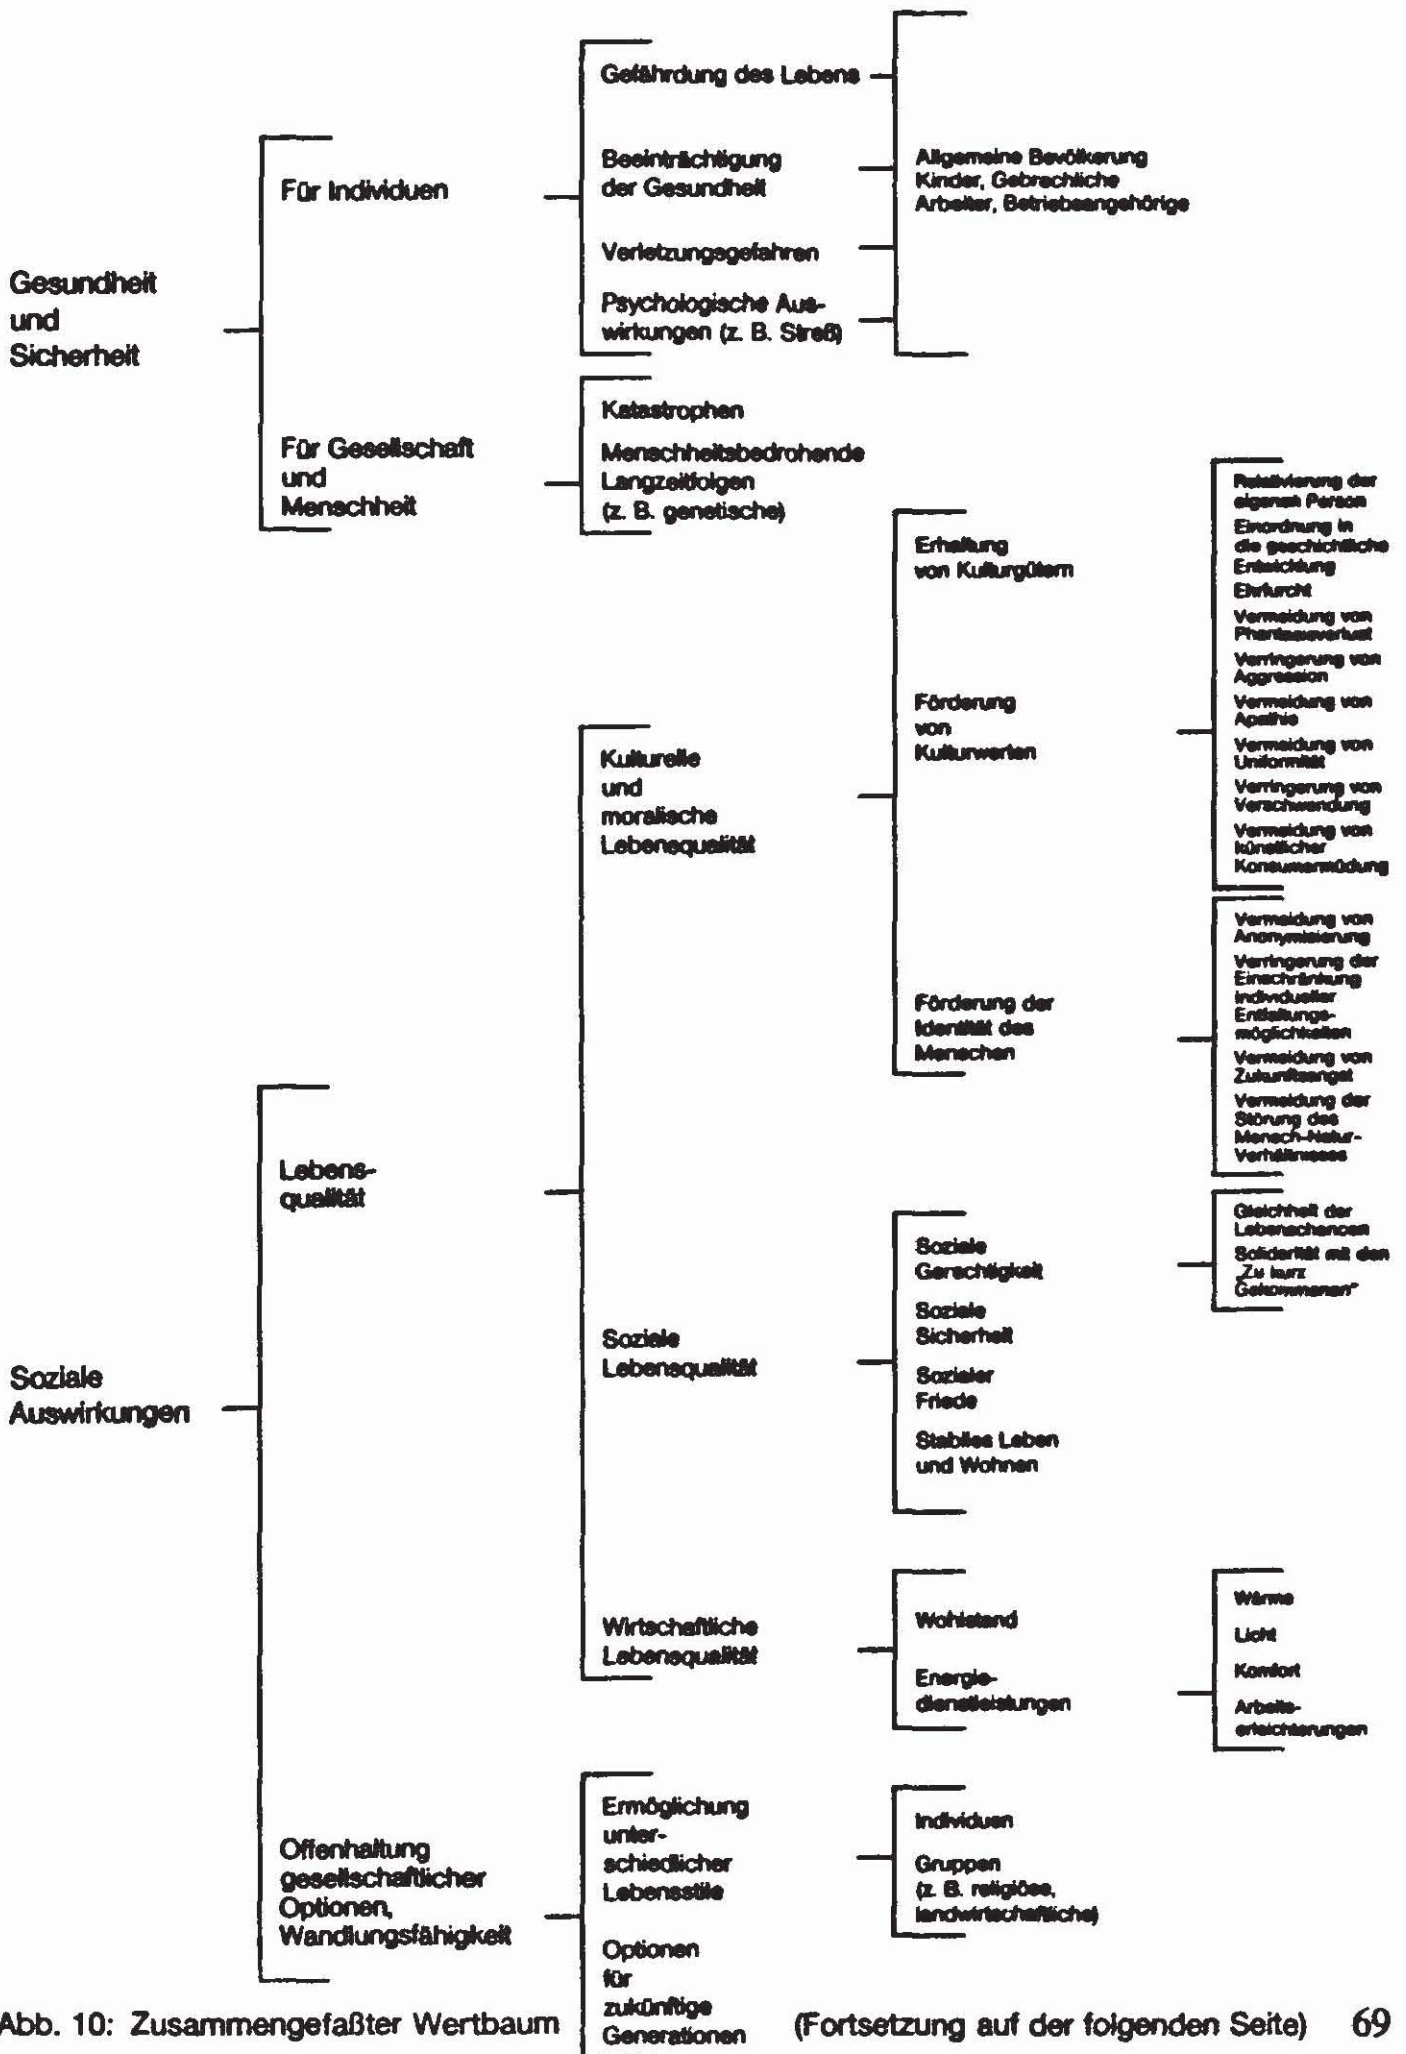 Gesundheit
und
Sicherheit
Für Individuen
Gefährdung des Lebens
Beeinträchtigung
der Gesundheit
Verletzungsgefahren
Psychologische Aus-
wirkungen (z. B. Streß)
Allgemeine Bevölkerung
Kinder, Gebrechliche
Arbeiter, Betriebsangehörige
Für Gesellschaft
und
Menschheit
Katastrophen
Menschheitsbedrohende
Langzeitfolgen
(z. B. genetische)
Soziale
Auswirkungen
Lebens-
qualität
Kulturelle
und
moralische
Lebensqualität
Erhaltung
von Kulturgütern
Förderung
von
Kulturwerten
Relativierung der
eigenen Person
Einordnung in
die geschichtliche
Entwicklung
Ehrfurcht
Vermeidung von
Phantasieverlust
Verringerung von
Aggression
Vermeidung von
Apathie
Vermeidung von
Uniformität
Verringerung von
Verschwendung
Vermeidung von
künstlicher
Konsumermüdung
Förderung der
Identität des
Menschen
Vermeidung von
Anonymisierung
Verringerung der
Einschränkung
individueller
Entfaltungs-
möglichkeiten
Vermeidung von
Zukunftsangst
Vermeidung der
Störung des
Mensch-Natur-
Verhältnisses
Soziale
Lebensqualität
Soziale
Gerechtigkeit
Gleichheit der
Lebenschancen
Solidarität mit den
„Zu kurz
Gekommenen“
Soziale
Sicherheit
Sozialer
Friede
Stabiles Leben
und Wohnen
Wirtschaftliche
Lebensqualität
Wohlstand
Energie-
dienstleistungen
Wärme
Licht
Komfort
Arbeits-
erleichterungen
Offenhaltung
gesellschaftlicher
Optionen,
Wandlungsfähigkeit
Ermöglichung
unter-
schiedlicher
Lebensstile
Individuen
Gruppen
(z. B. religiöse,
landwirtschaftliche)
Optionen
für
zukünftige
Generationen
Abb. 10: Zusammengefaßter Wertbaum (Fortsetzung auf der folgenden Seite) 69